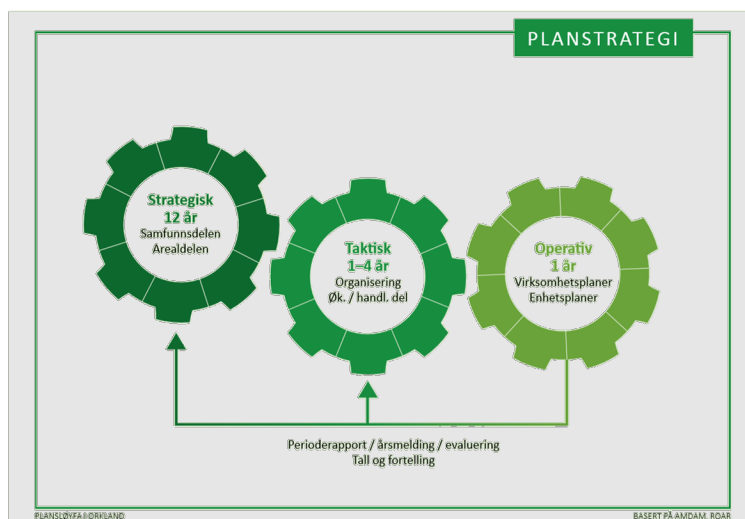 PLANSTRATEGI
Strategisk
12 år
Samfunnsdelen
Arealdelen
Taktisk
1–4 år
Organisering
Øk. / handl. del
Operativ
1 år
Virksomhetsplaner
Enhetsplaner
Perioderapport / årsmelding / evaluering
Tall og fortelling
PLANSLØYFA I ORKLAND
BASERT PÅ AMDAM, ROAR